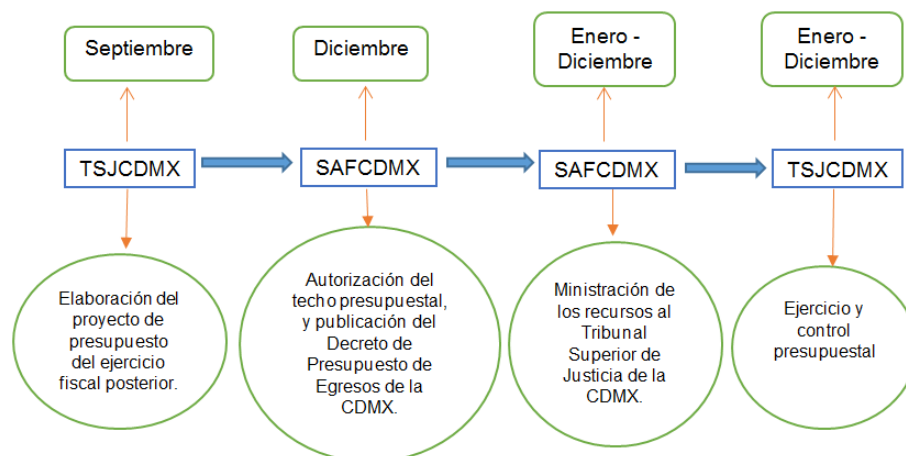 Septiembre
Diciembre
Enero -
Diciembre
Enero -
Diciembre
TSJCDMX
SAFCDMX
SAFCDMX
TSJCDMX
Elaboración del
proyecto de
presupuesto
del ejercicio
fiscal posterior.
Autorización del
techo presupuestal,
y publicación del
Decreto de
Presupuesto de
Egresos de la
CDMX.
Ministración de
los recursos al
Tribunal
Superior de
Justicia de la
CDMX.
Ejercicio y
control
presupuestal